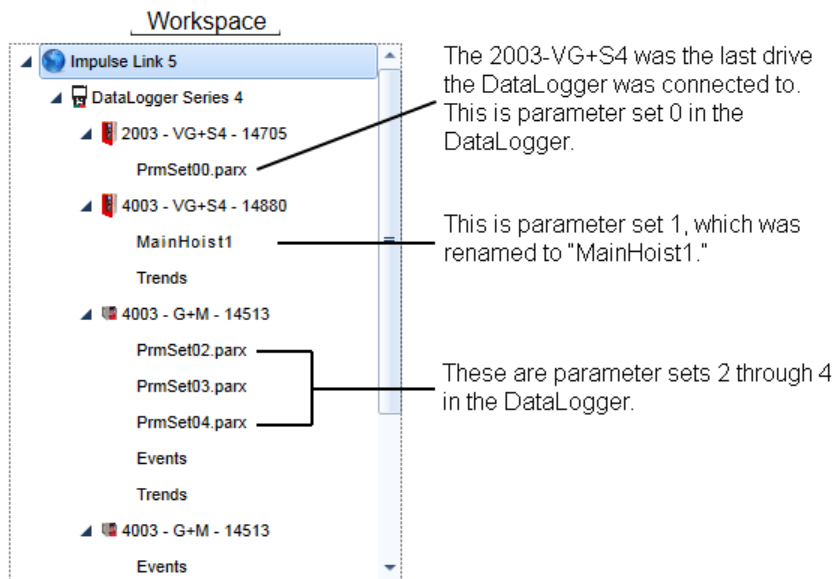 Workspace
Impulse Link 5
DataLogger Series 4
2003 - VG+S4 - 14705
PrmSet00.parx
4003 - VG+S4 - 14880
MainHoist1
Trends
4003 - G+M - 14513
PrmSet02.parx
PrmSet03.parx
PrmSet04.parx
Events
Trends
4003 - G+M - 14513
Events
The 2003-VG+S4 was the last drive
the DataLogger was connected to.
This is parameter set 0 in the
DataLogger.
This is parameter set 1, which was
renamed to "MainHoist1."
These are parameter sets 2 through 4
in the DataLogger.